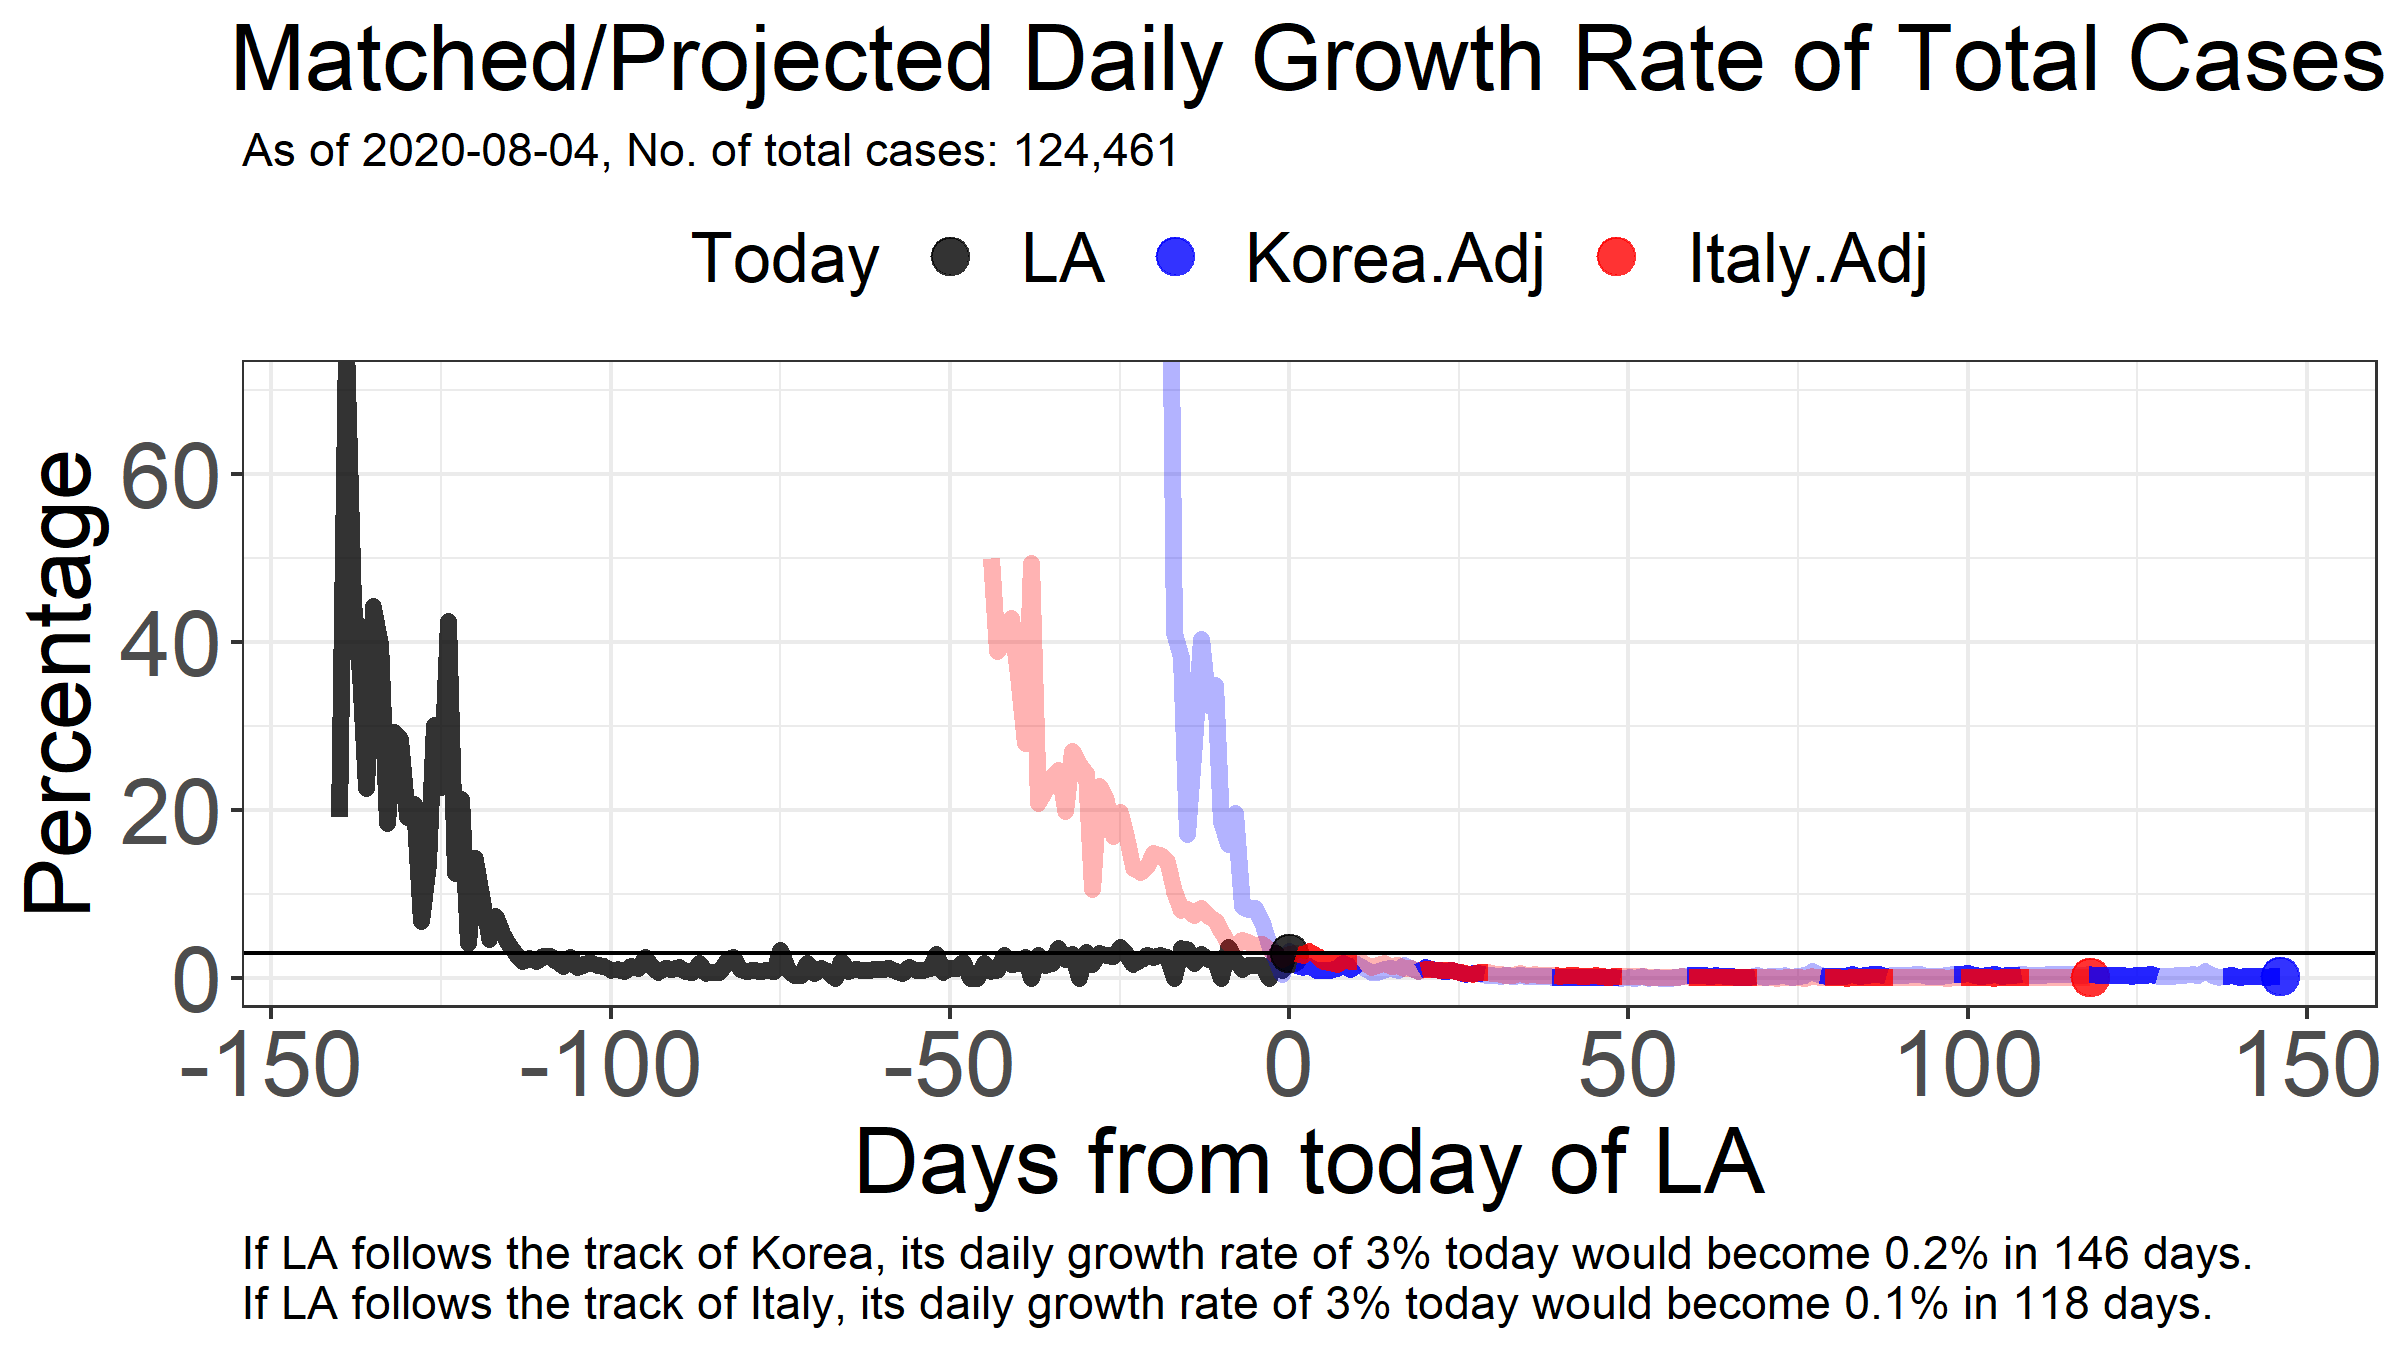 Matched/Projected Daily Growth Rate of Total Cases
As of 2020-08-04, No. of total cases: 124,461
Today LA Korea.Adj Italy.Adj
Percentage
60
40
20
0
-150 -100 -50 0 50 100 150
Days from today of LA
If LA follows the track of Korea, its daily growth rate of 3% today would become 0.2% in 146 days.
If LA follows the track of Italy, its daily growth rate of 3% today would become 0.1% in 118 days.